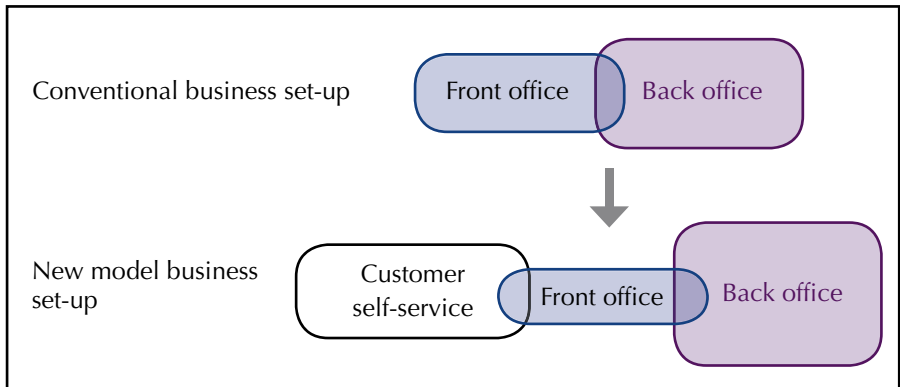 Conventional business set-up
Front office
Back office
New model business
set-up
Customer
self-service
Front office
Back office